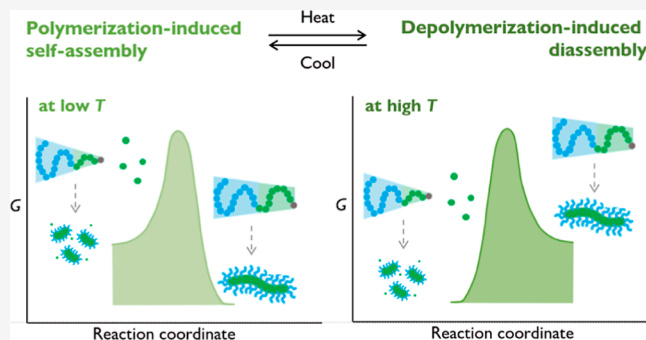 Polymerization-induced
self-assembly
Heat
Cool
Depolymerization-induced
diassembly
at low T
G
Reaction coordinate
at high T
G
Reaction coordinate